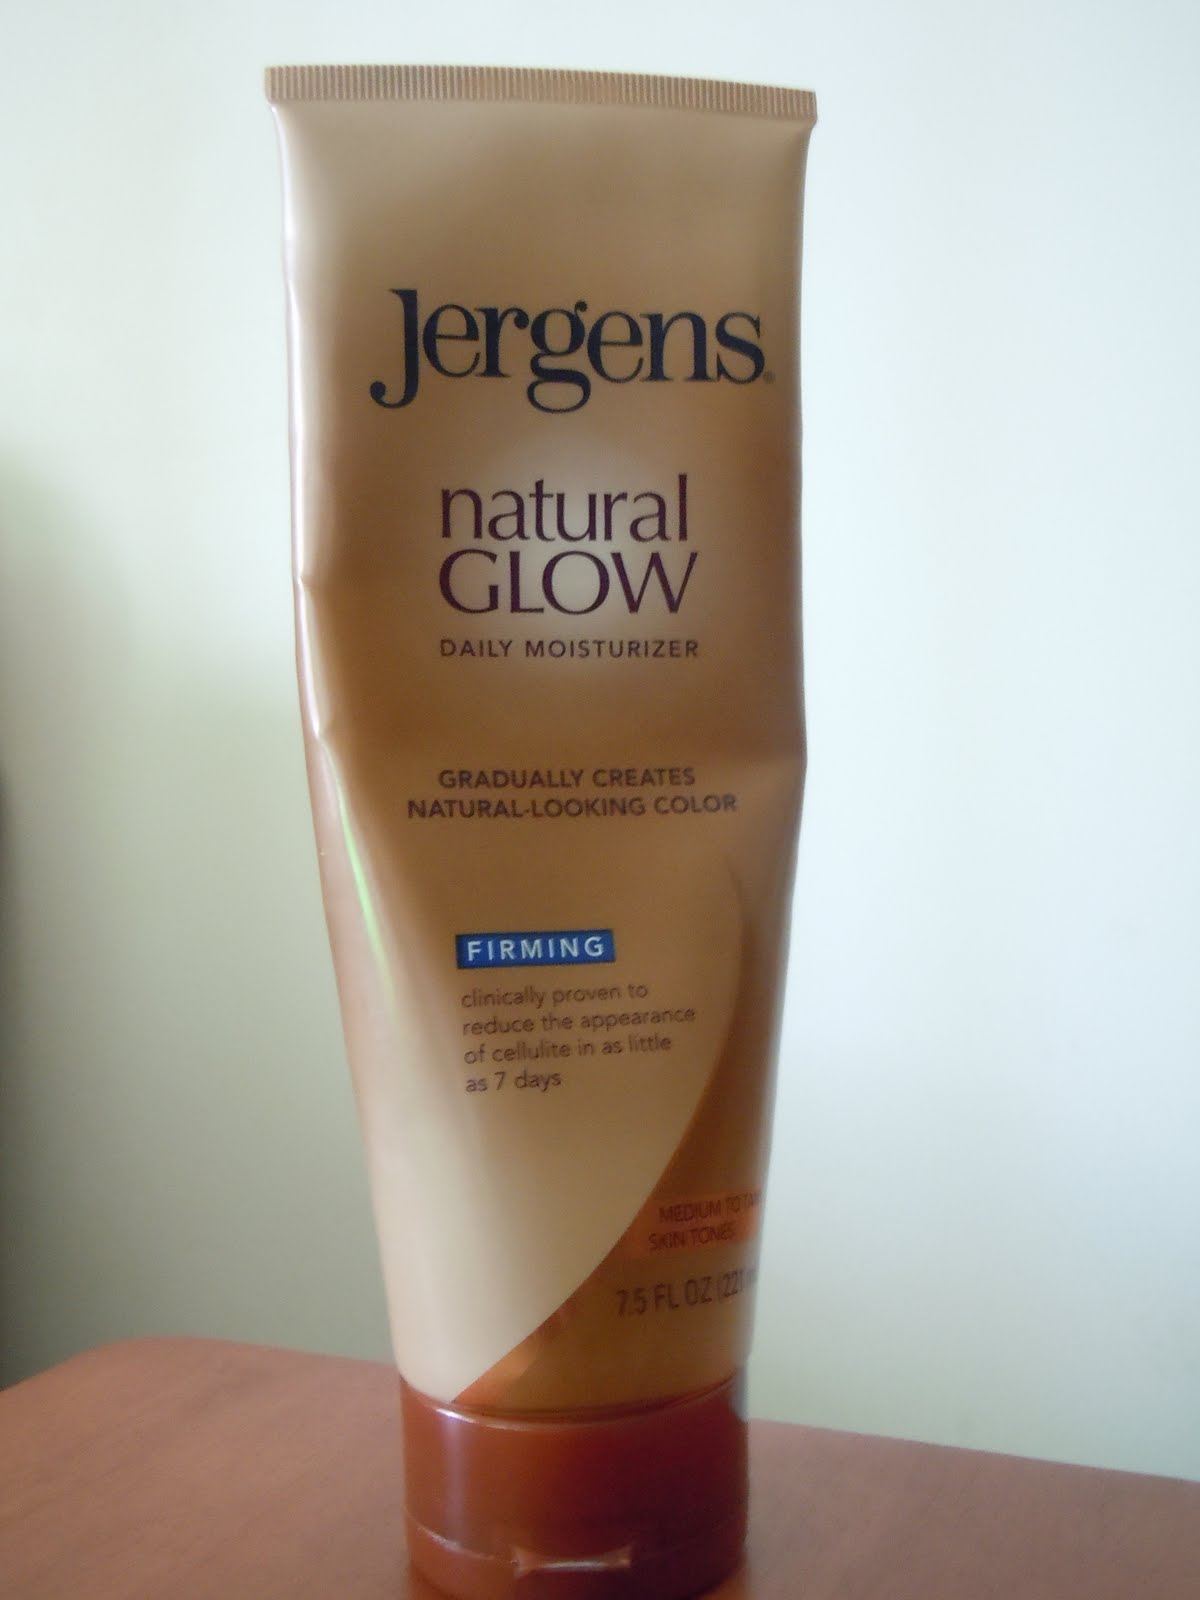 Jergens®
natural
GLOW
DAILY MOISTURIZER
GRADUALLY CREATES
NATURAL-LOOKING COLOR
FIRMING
clinically proven to
reduce the appearance
of cellulite in as little
as 7 days
MEDIUM TO TAN
SKIN TONES
7.5 FL OZ